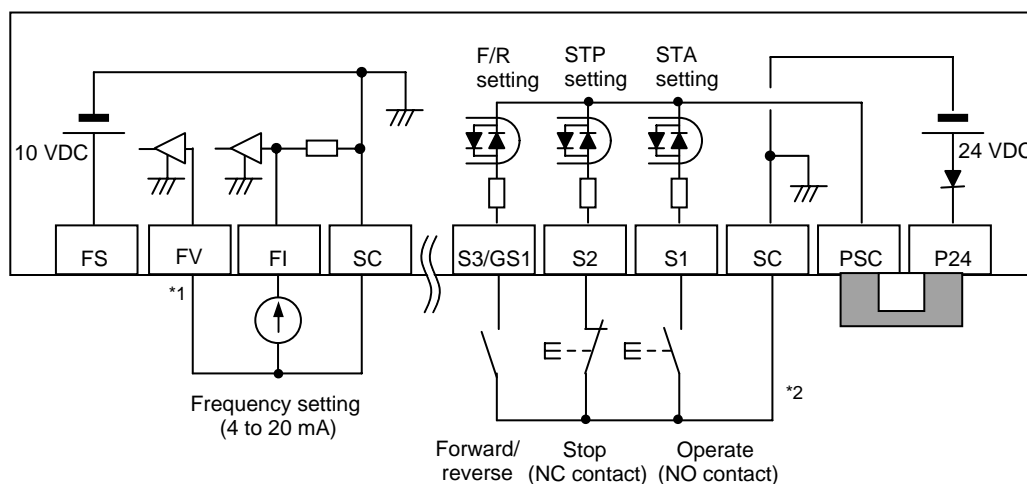 F/R
setting
STP
setting
STA
setting
10 VDC
24 VDC
FS
FV
FI
SC
S3/GS1
S2
S1
SC
PSC
P24
*1
*2
Frequency setting
(4 to 20 mA)
Forward/
reverse
Stop
(NC contact)
Operate
(NO contact)